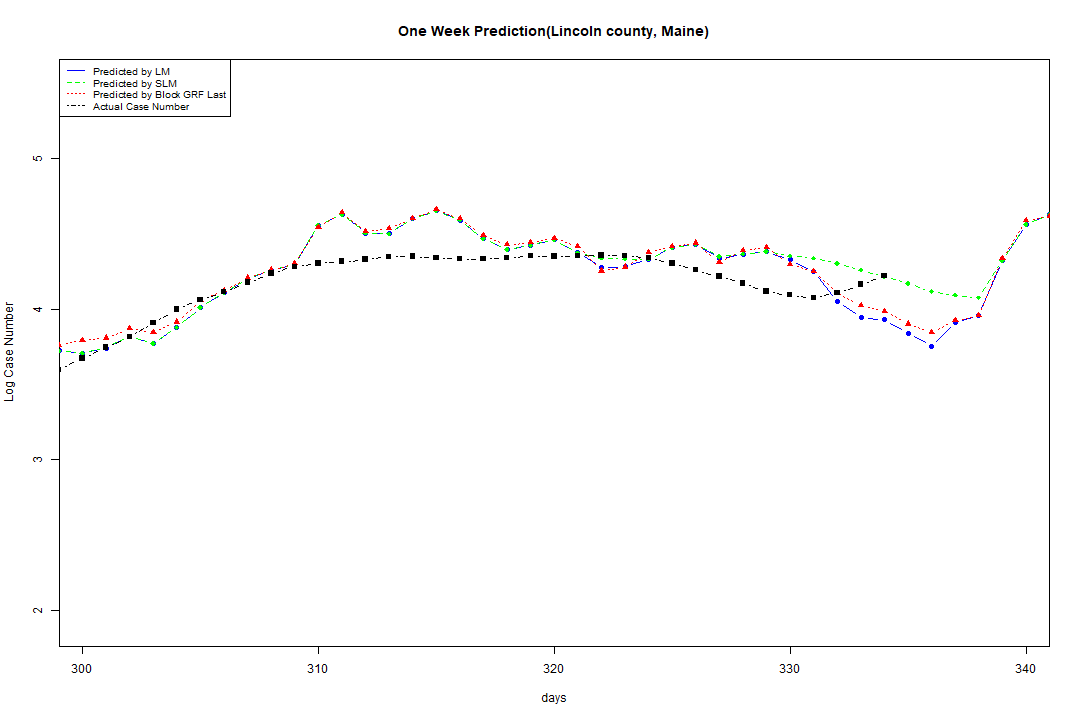 One Week Prediction(Lincoln county, Maine)
Predicted by LM
Predicted by SLM
Predicted by Block GRF Last
Actual Case Number
5
4
3
2
Log Case Number
300 310 320 330 340
days